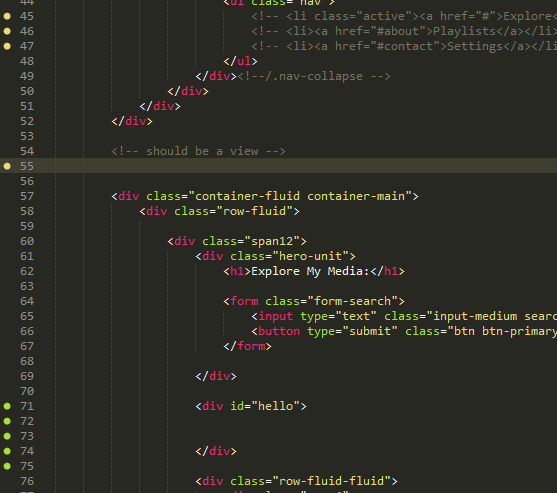 44 <ul class="nav">
45 <!-- <li class="active"><a href="#">Explore<
46 <!-- <li><a href="#about">Playlists</a></li>
47 <!-- <li><a href="#contact">Settings</a></li
48 </ul>
49 </div><!--/.nav-collapse -->
50 </div>
51 </div>
52 </div>
53
54 <!-- should be a view -->
55
56
57 <div class="container-fluid container-main">
58 <div class="row-fluid">
59
60 <div class="span12">
61 <div class="hero-unit">
62 <h1>Explore My Media:</h1>
63
64 <form class="form-search">
65 <input type="text" class="input-medium searc
66 <button type="submit" class="btn btn-primary
67 </form>
68
69 </div>
70
71 <div id="hello">
72
73
74 </div>
75
76 <div class="row-fluid-fluid">